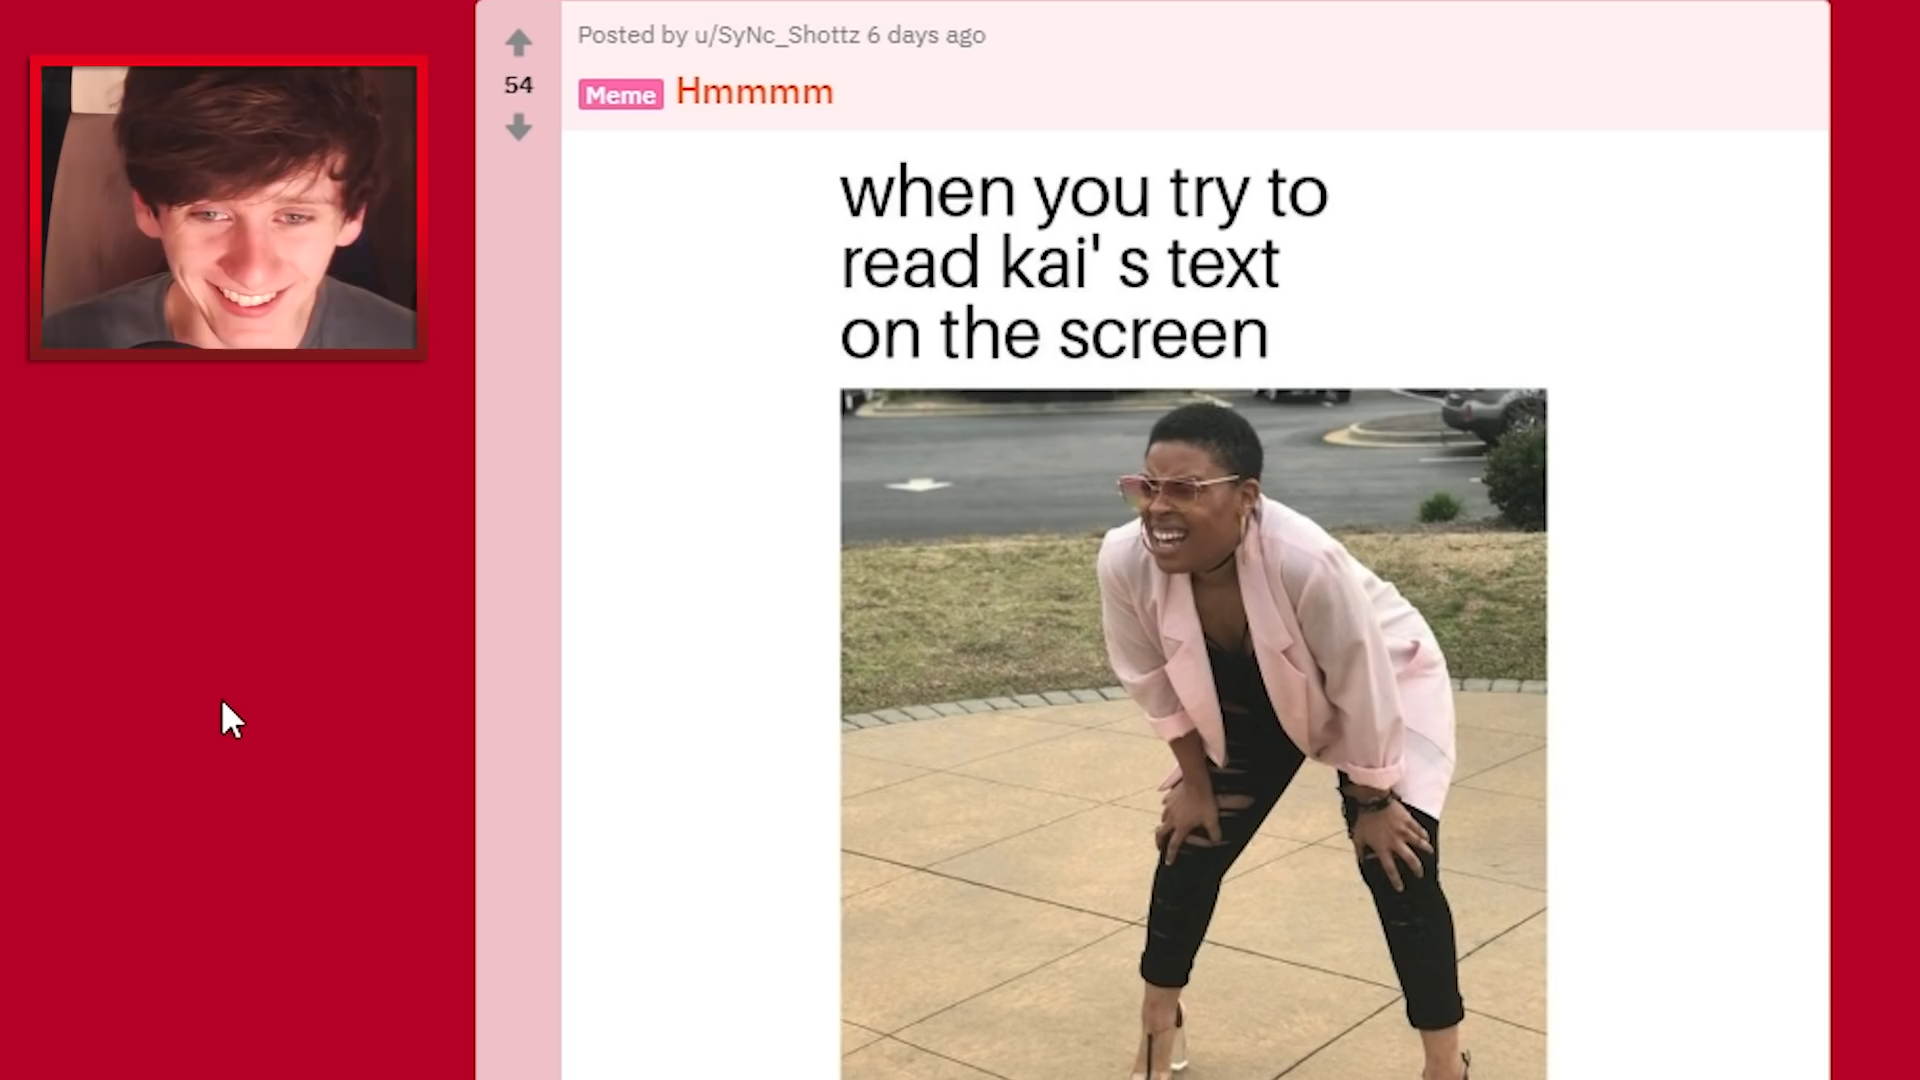 Posted by u/SyNc_Shottz 6 days ago
54
Meme Hmmmm
when you try to
read kai' s text
on the screen